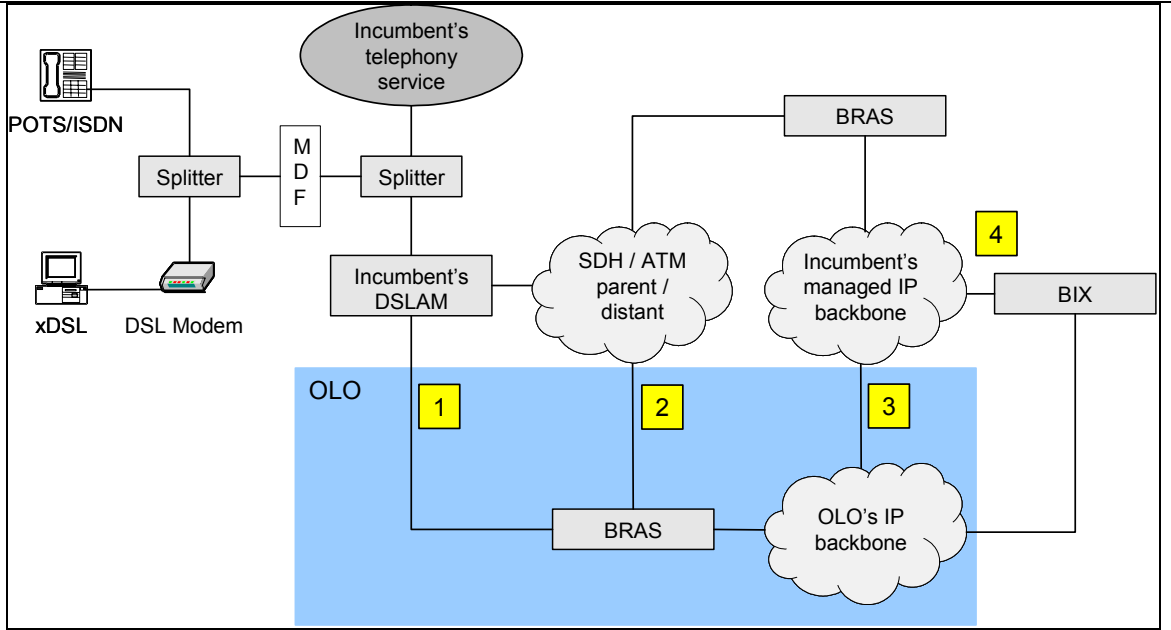 Incumbent's
telephony
service
POTS/ISDN
BRAS
M
D
F
Splitter
Splitter
4
SDH / ATM
parent /
distant
Incumbent's
managed IP
backbone
Incumbent's
DSLAM
BIX
xDSL
DSL Modem
OLO
1
2
3
BRAS
OLO's IP
backbone